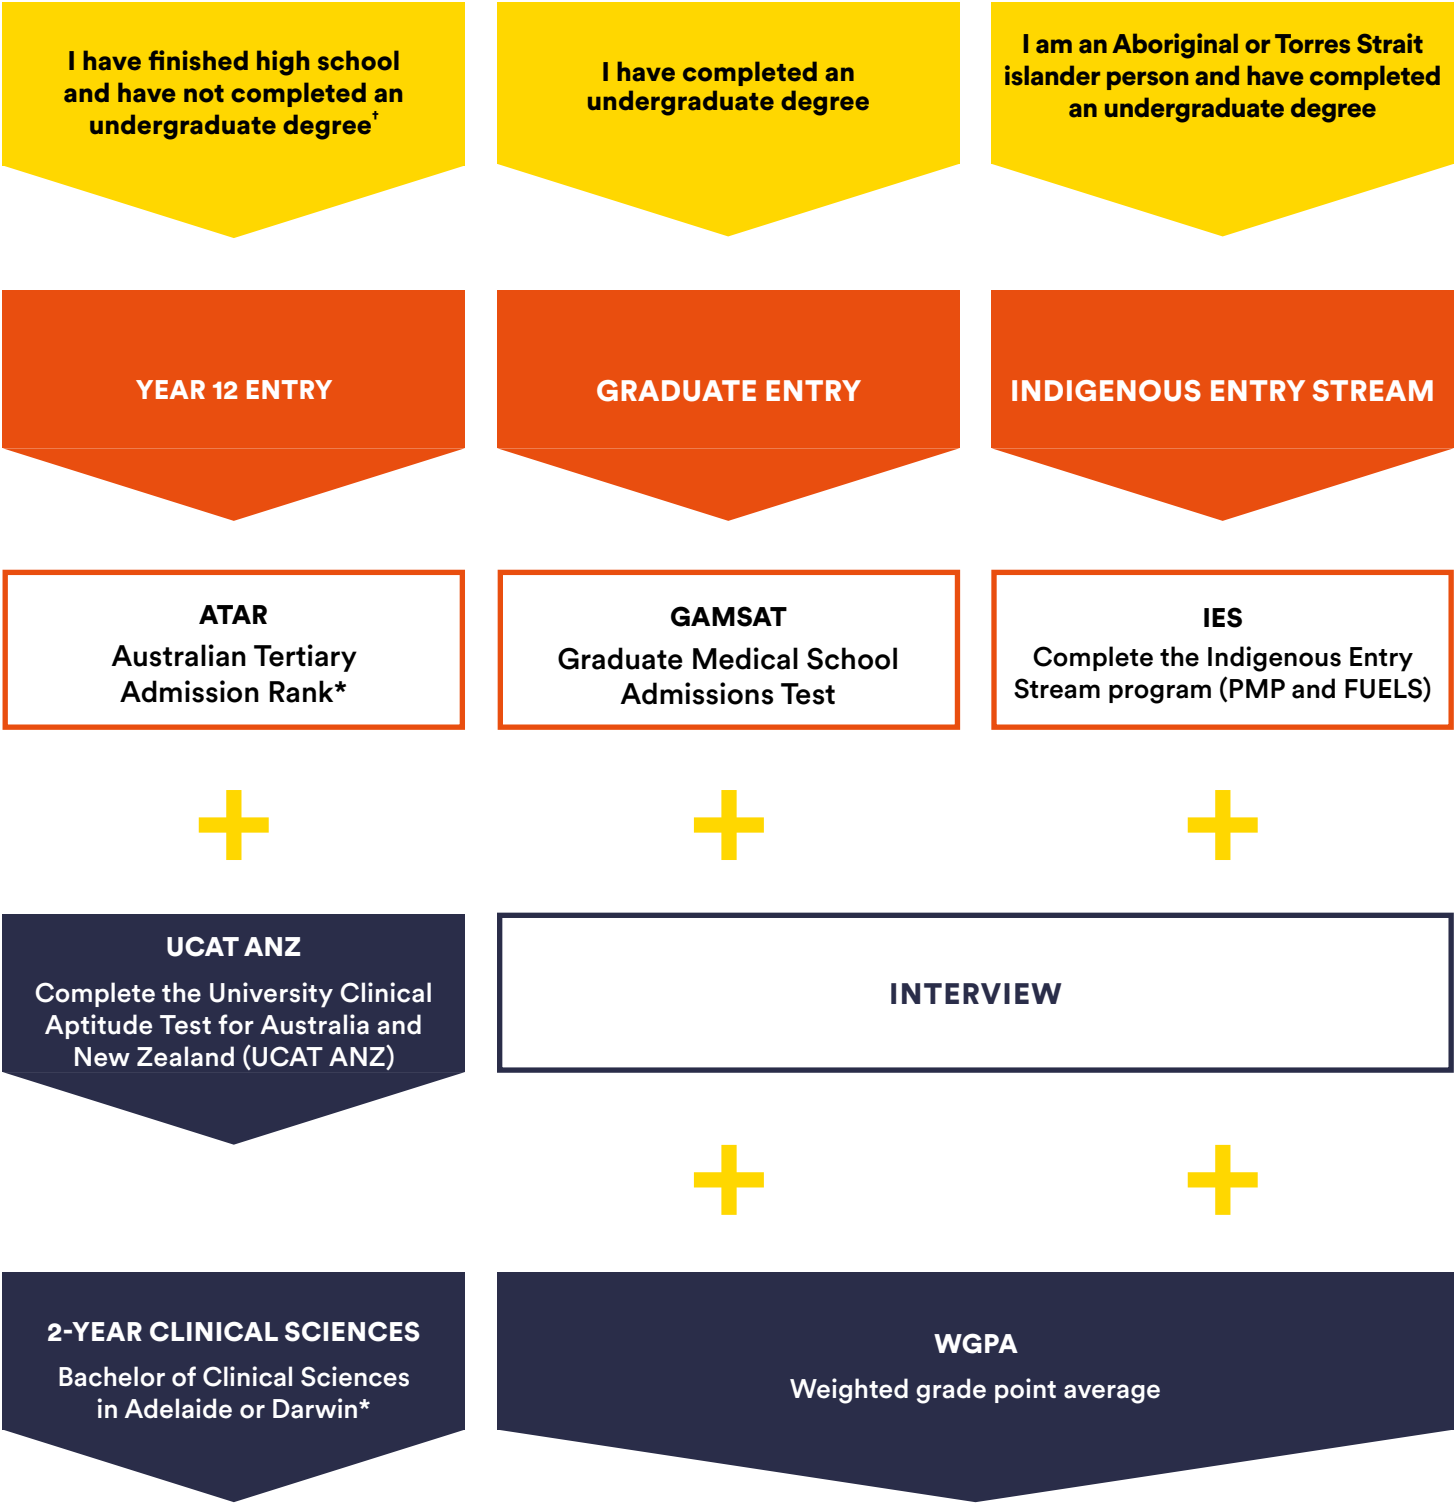 I have finished high school
and have not completed an
undergraduate degree†
I have completed an
undergraduate degree
I am an Aboriginal or Torres Strait
islander person and have completed
an undergraduate degree
YEAR 12 ENTRY
GRADUATE ENTRY
INDIGENOUS ENTRY STREAM
ATAR
Australian Tertiary
Admission Rank*
GAMSAT
Graduate Medical School
Admissions Test
IES
Complete the Indigenous Entry
Stream program (PMP and FUELS)
+
+
+
UCAT ANZ
Complete the University Clinical
Aptitude Test for Australia and
New Zealand (UCAT ANZ)
INTERVIEW
+
+
2-YEAR CLINICAL SCIENCES
Bachelor of Clinical Sciences
in Adelaide or Darwin*
WGPA
Weighted grade point average